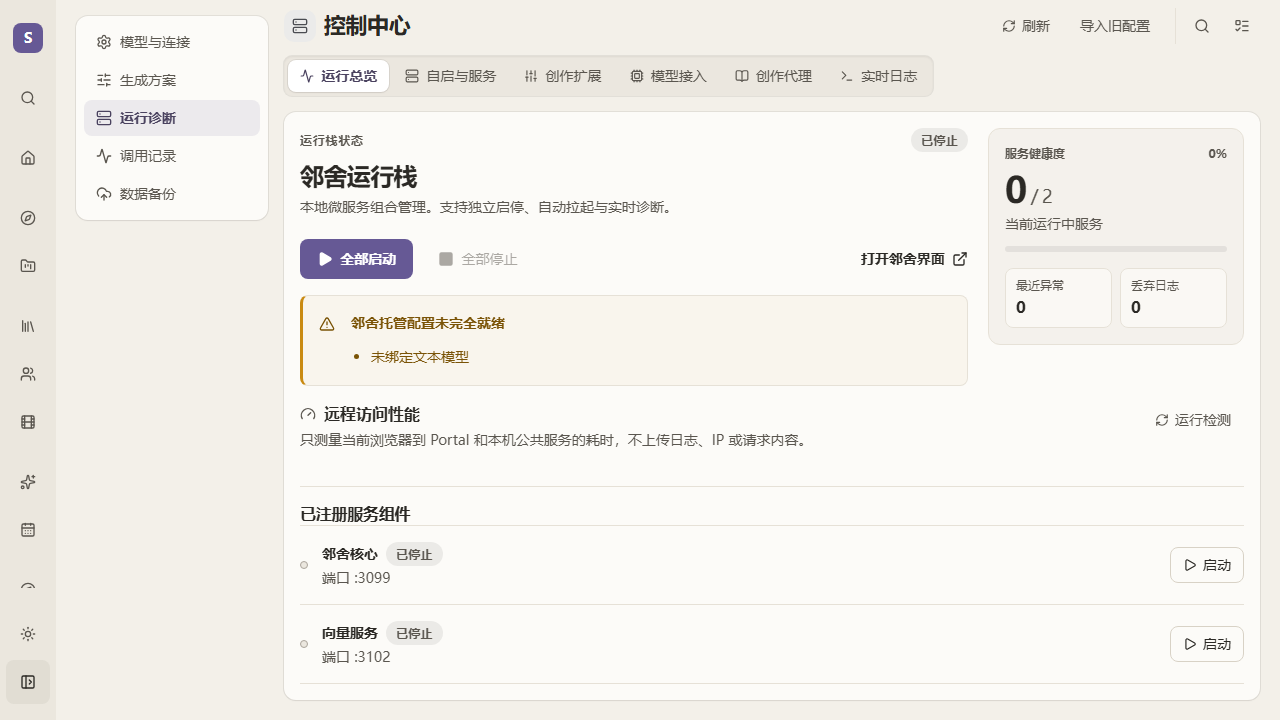 S
模型与连接
生成方案
运行诊断
调用记录
数据备份
控制中心
刷新
导入旧配置
运行总览
自启与服务
创作扩展
模型接入
创作代理
实时日志
运行栈状态
已停止
邻舍运行栈
本地微服务组合管理。支持独立启停、自动拉起与实时诊断。
全部启动
全部停止
打开邻舍界面
邻舍托管配置未完全就绪
未绑定文本模型
服务健康度
0%
0 / 2
当前运行中服务
最近异常
0
丢弃日志
0
远程访问性能
只测量当前浏览器到 Portal 和本机公共服务的耗时，不上传日志、IP 或请求内容。
运行检测
已注册服务组件
邻舍核心
已停止
端口 :3099
启动
向量服务
已停止
端口 :3102
启动